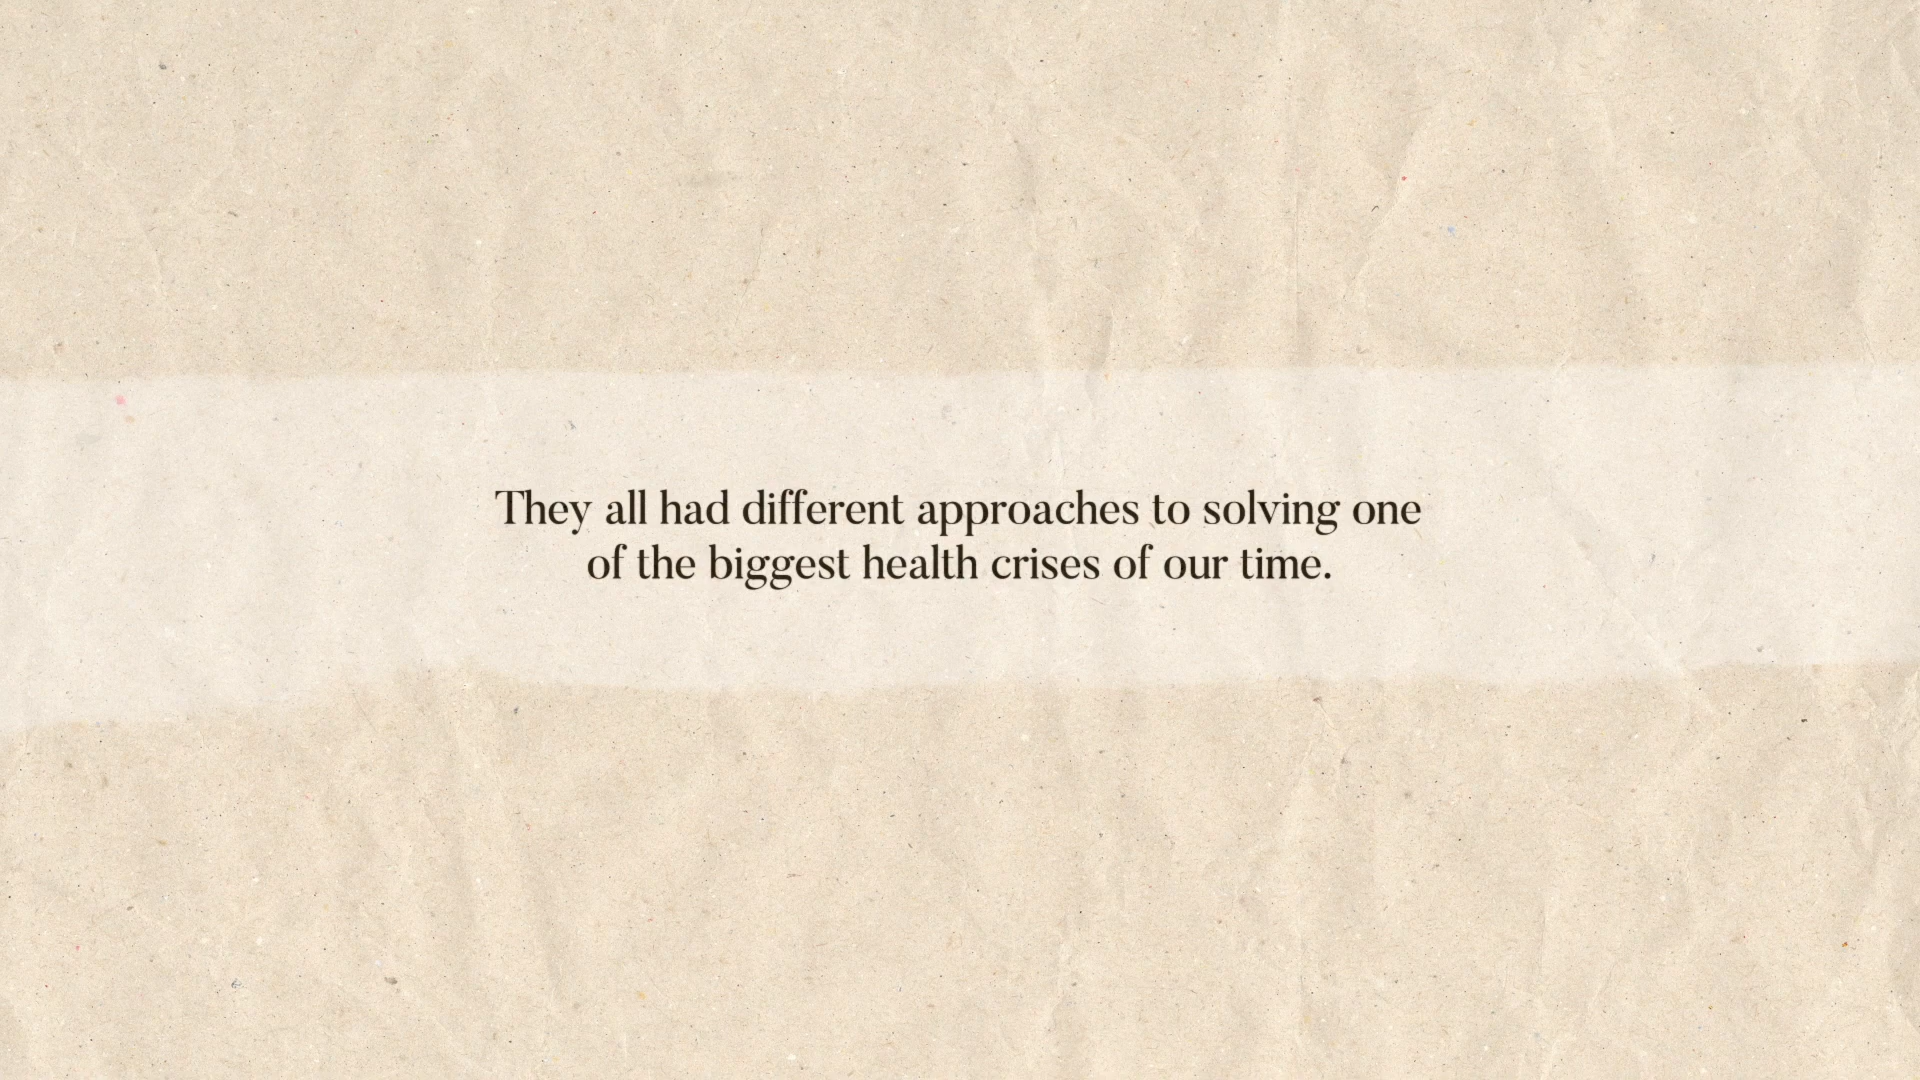 They all had different approaches to solving one
of the biggest health crises of our time.